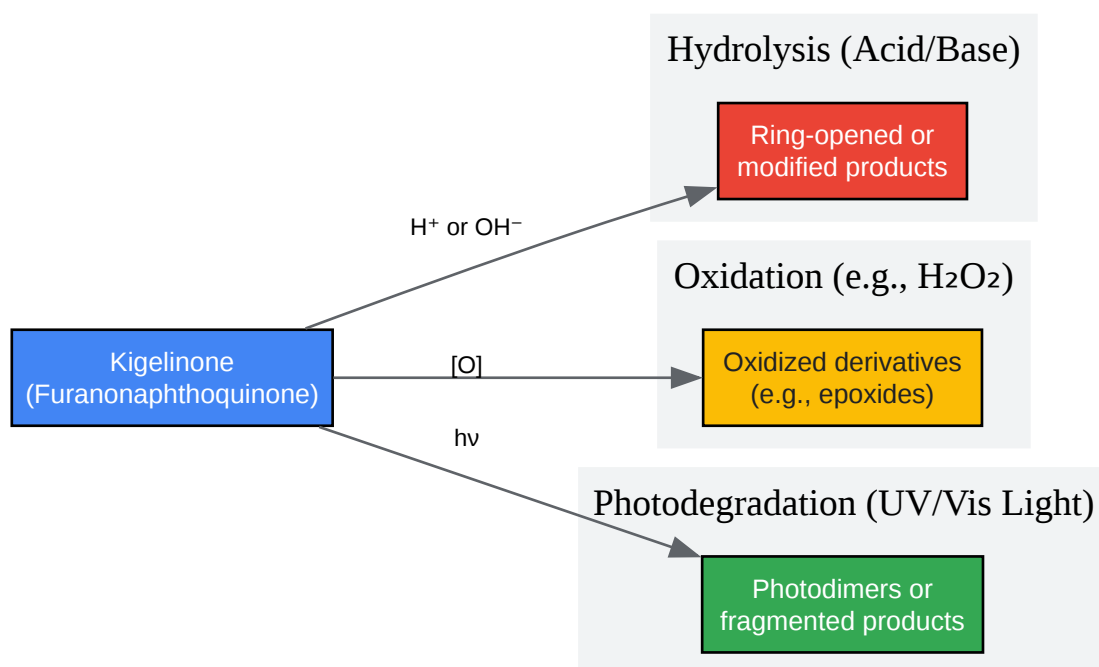 Hydrolysis (Acid/Base)
Ring-opened or
modified products
H⁺ or OH⁻
Oxidation (e.g., H₂O₂)
Kigelinone
(Furanonaphthoquinone)
[O]
Oxidized derivatives
(e.g., epoxides)
hν
Photodegradation (UV/Vis Light)
Photodimers or
fragmented products